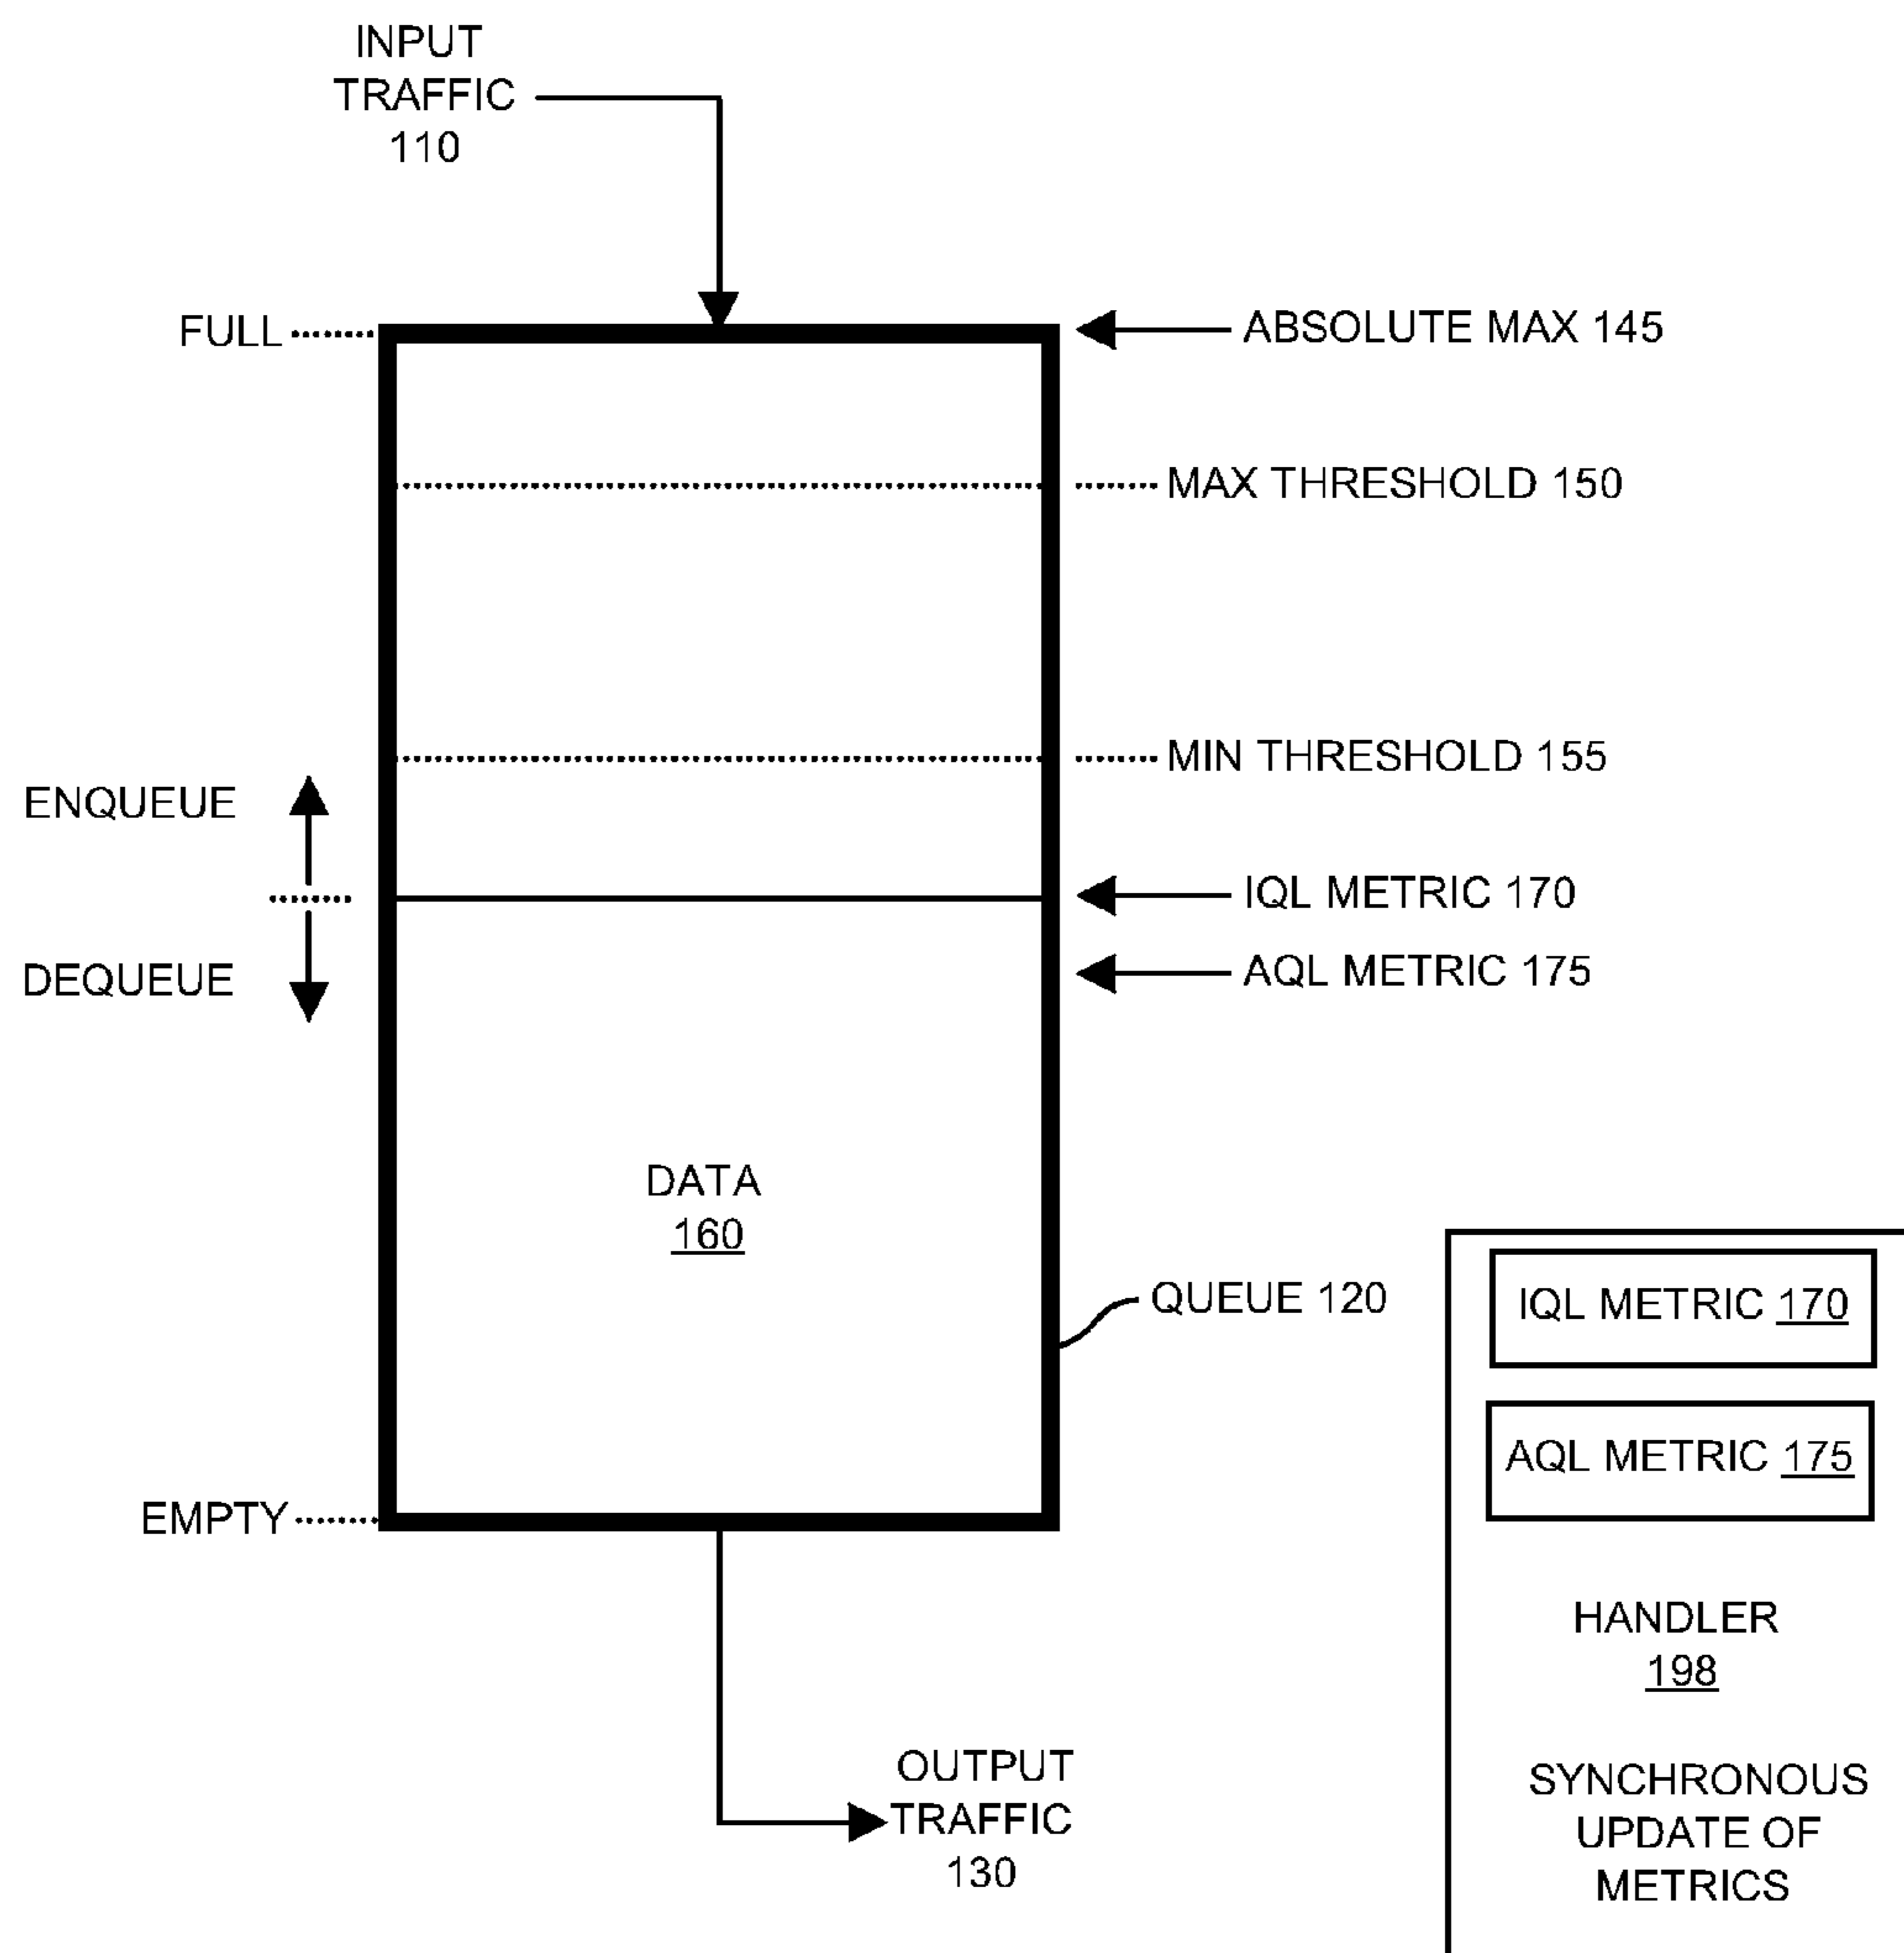 INPUT
TRAFFIC
110
FULL
ABSOLUTE MAX 145
MAX THRESHOLD 150
MIN THRESHOLD 155
ENQUEUE
IQL METRIC 170
DEQUEUE
AQL METRIC 175
DATA
160
QUEUE 120
IQL METRIC 170
AQL METRIC 175
EMPTY
HANDLER
198
OUTPUT
TRAFFIC
130
SYNCHRONOUS
UPDATE OF
METRICS